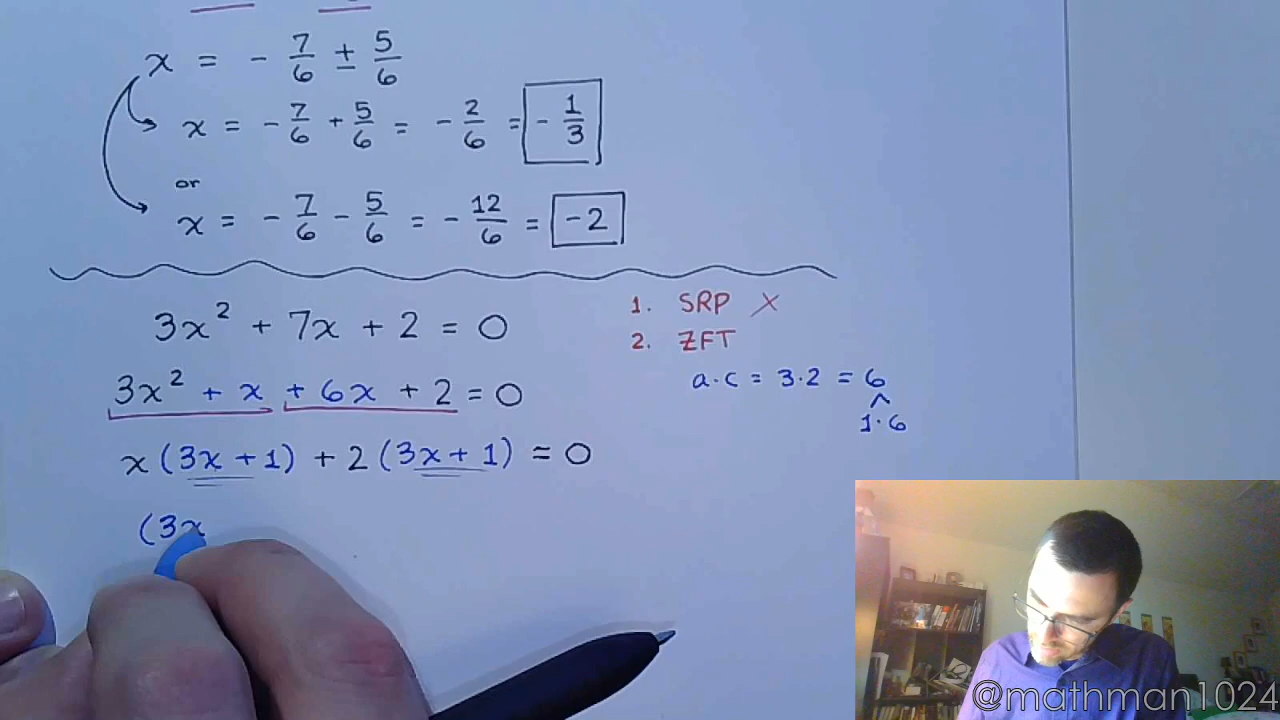 x = - 7/6 ± 5/6
x = - 7/6 + 5/6 = - 2/6 = - 1/3
or
x = - 7/6 - 5/6 = - 12/6 = -2
3x² + 7x + 2 = 0
3x² + x + 6x + 2 = 0
x (3x + 1) + 2 (3x + 1) = 0
(3x
1. SRP X
2. ZFT
a·c = 3·2 = 6
1·6
@mathman1024